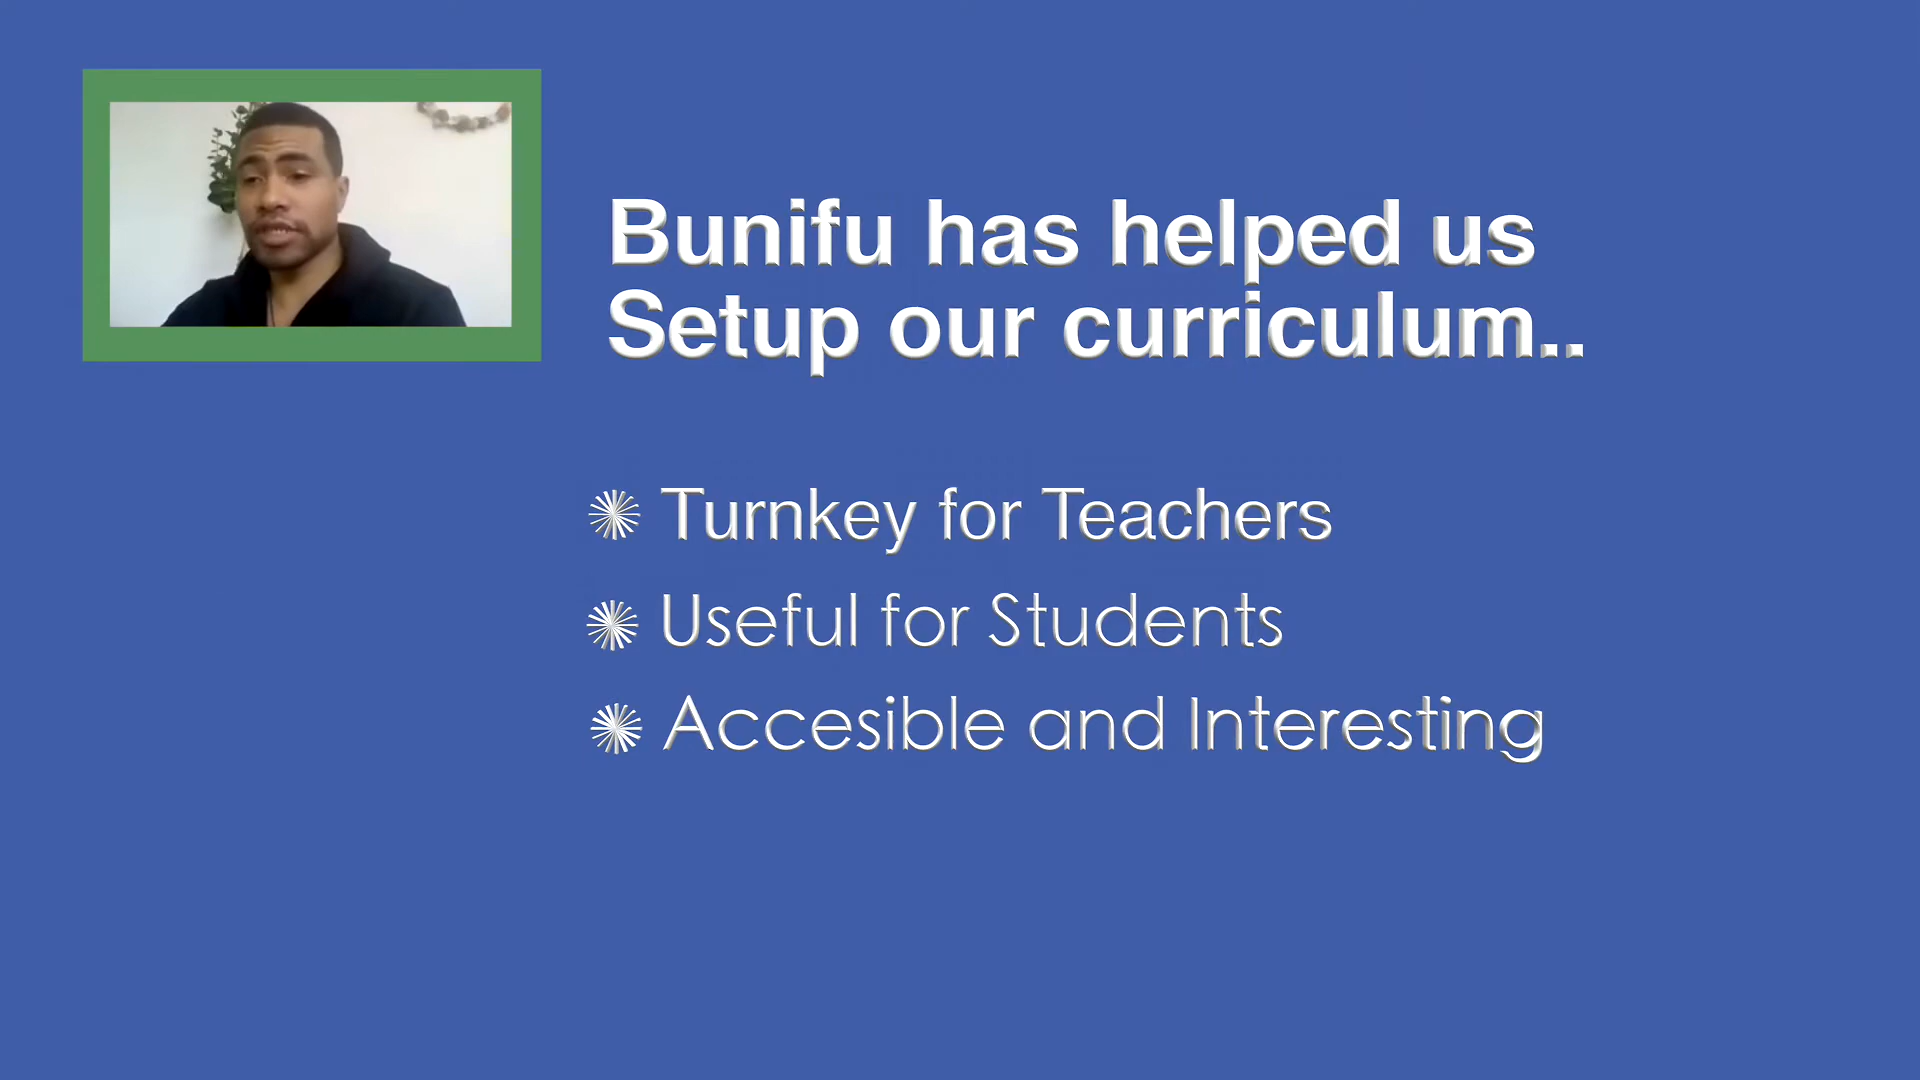 Bunifu has helped us
Setup our curriculum..
Turnkey for Teachers
Useful for Students
Accesible and Interesting